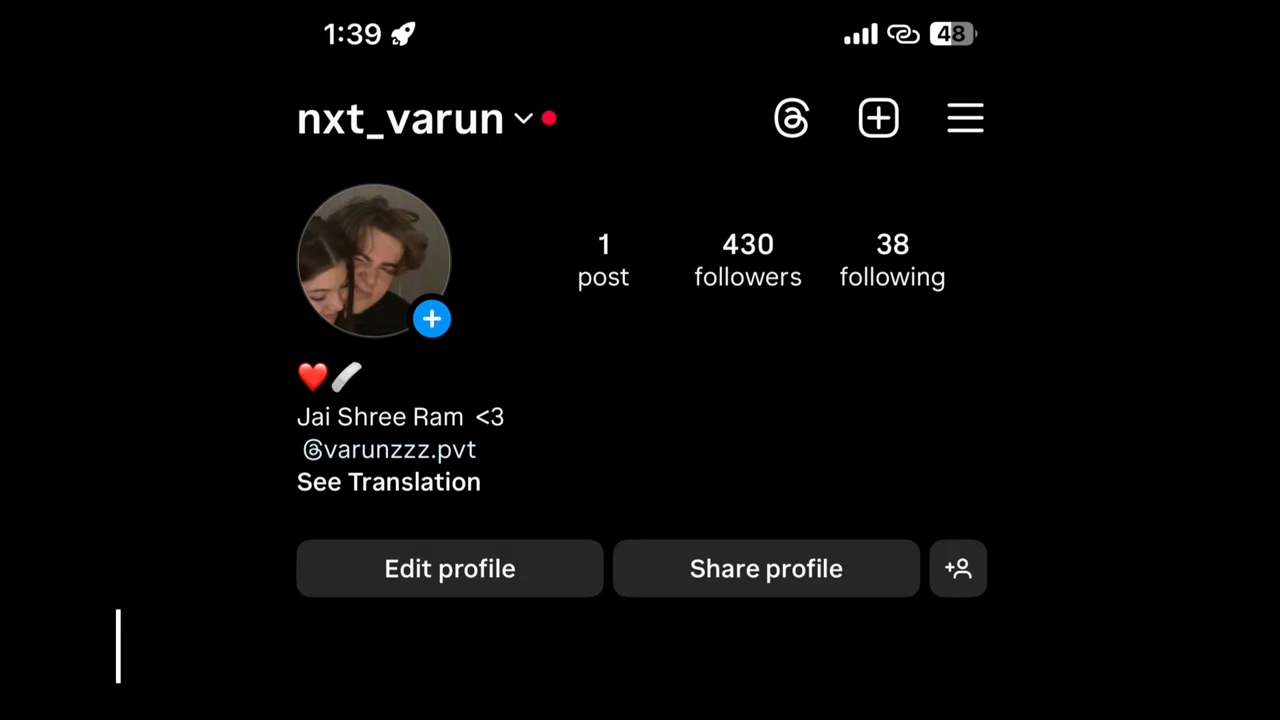 1:39
48
nxt_varun
1 430 38
post followers following
❤️🩹
Jai Shree Ram <3
@varunzzz.pvt
See Translation
Edit profile Share profile